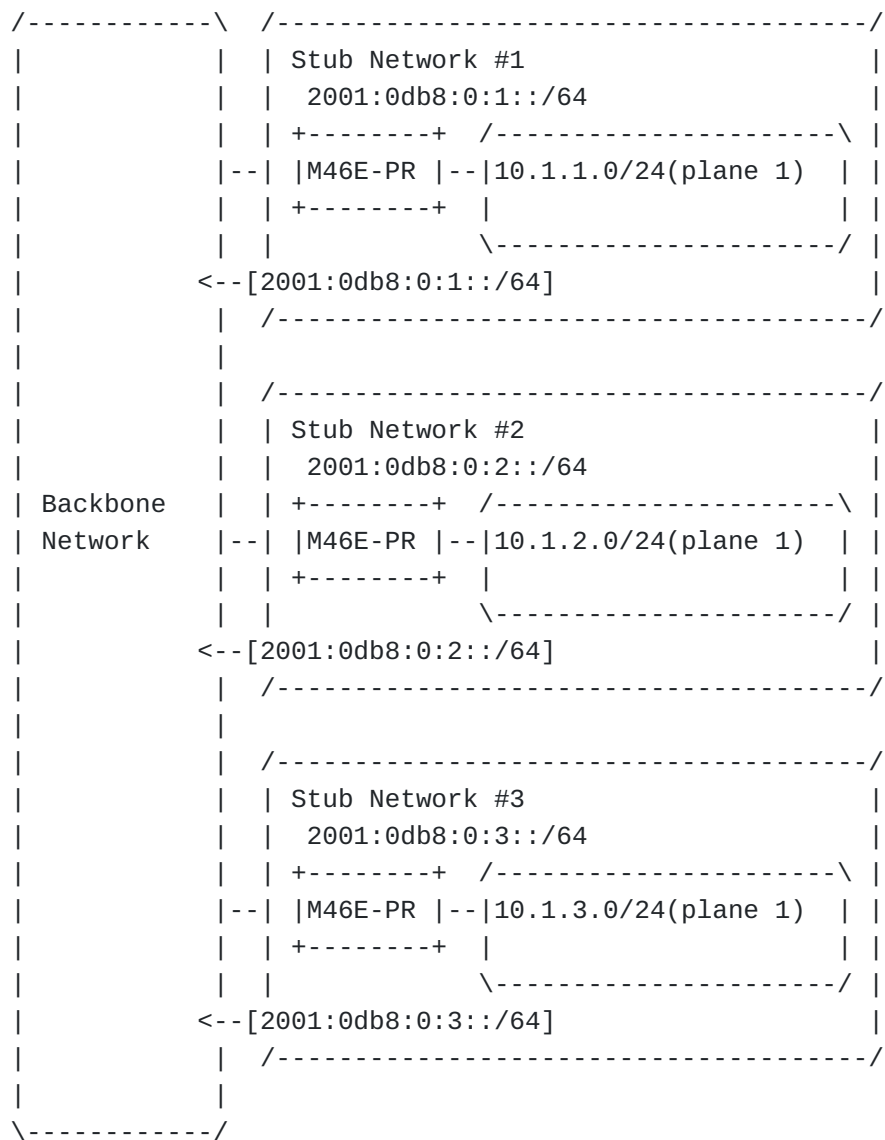 Stub Network #1
2001:0db8:0:1::/64
M46E-PR 10.1.1.0/24(plane 1)
<--[2001:0db8:0:1::/64]
Stub Network #2
2001:0db8:0:2::/64
Backbone
Network M46E-PR 10.1.2.0/24(plane 1)
<--[2001:0db8:0:2::/64]
Stub Network #3
2001:0db8:0:3::/64
M46E-PR 10.1.3.0/24(plane 1)
<--[2001:0db8:0:3::/64]